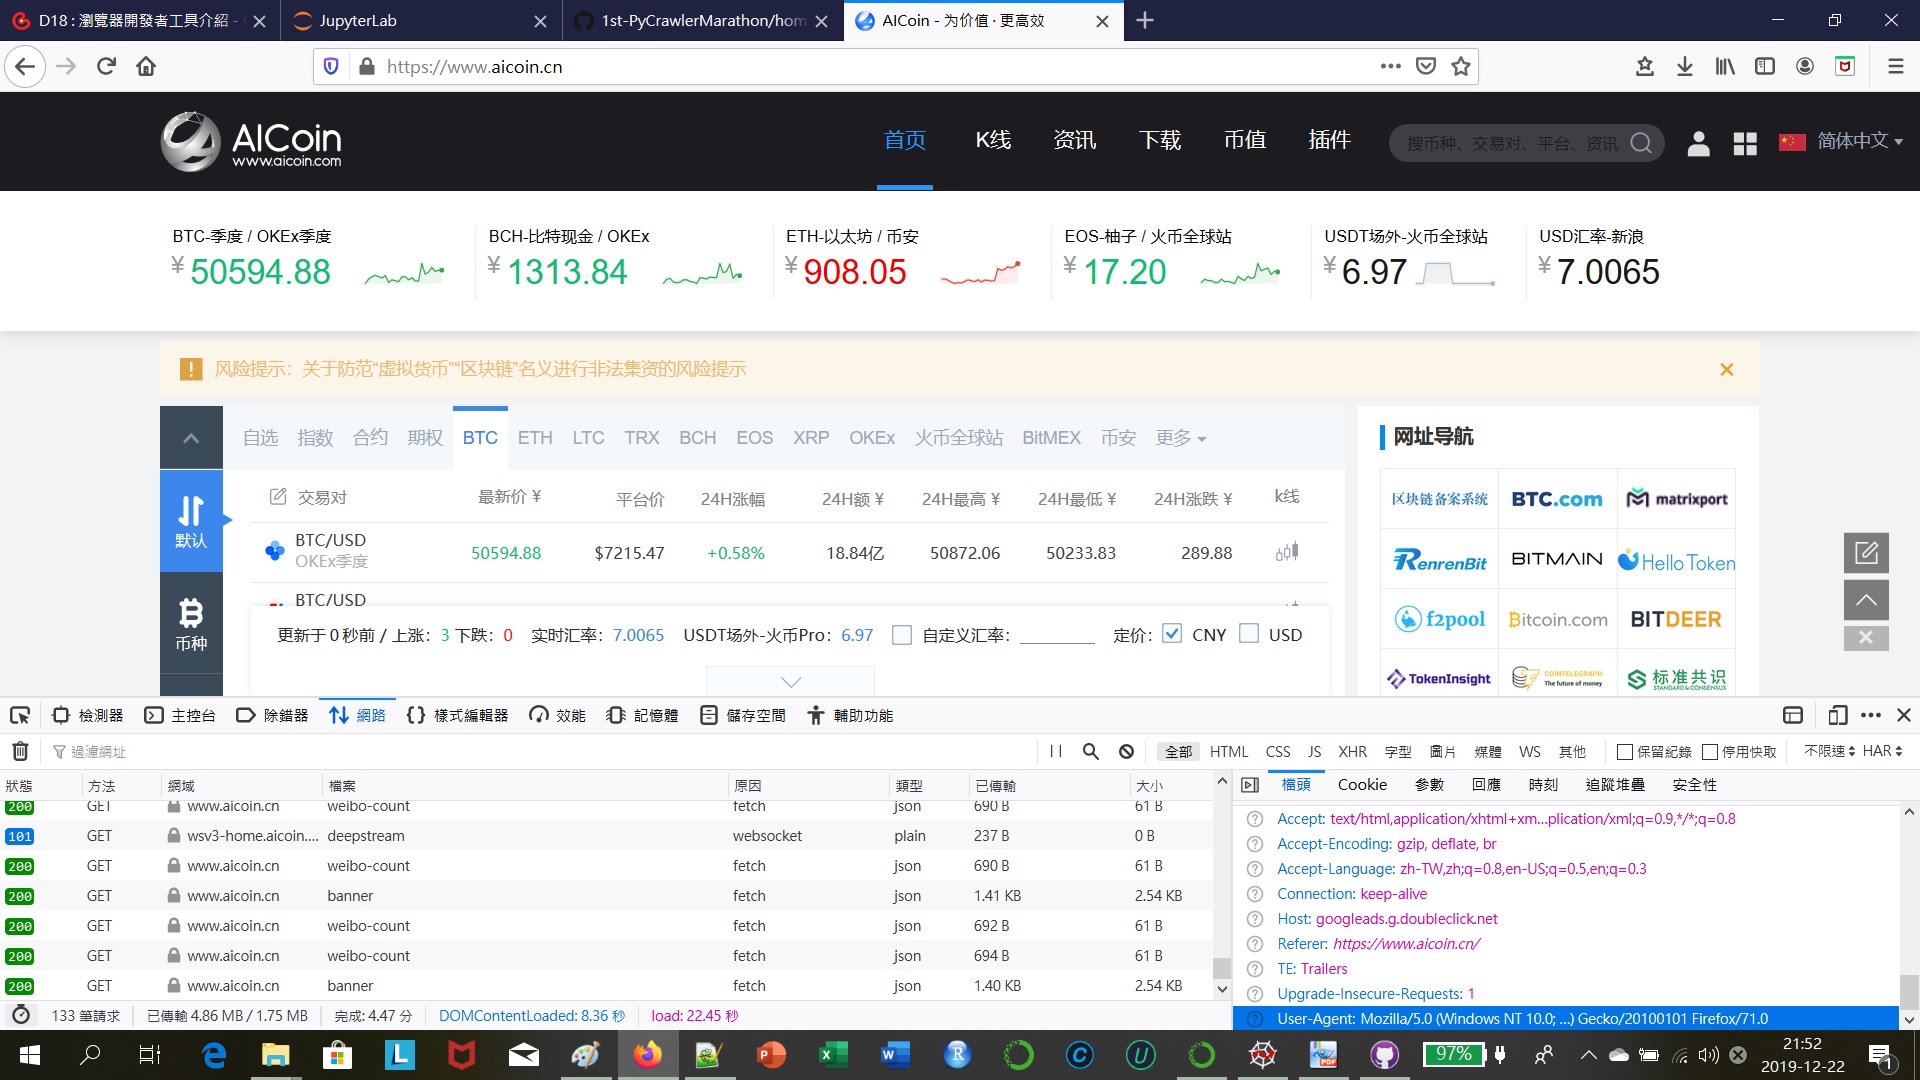 D18 : 瀏覽器開發者工具介紹 -
JupyterLab
1st-PyCrawlerMarathon/hom
AICoin - 为价值 · 更高效
https://www.aicoin.cn
AICoin
www.aicoin.com
首页 K线 资讯 下载 币值 插件
搜币种、交易对、平台、资讯
简体中文
BTC-季度 / OKEx季度
¥ 50594.88
BCH-比特现金 / OKEx
¥ 1313.84
ETH-以太坊 / 币安
¥ 908.05
EOS-柚子 / 火币全球站
¥ 17.20
USDT场外-火币全球站
¥ 6.97
USD汇率-新浪
¥ 7.0065
风险提示：关于防范“虚拟货币”“区块链”名义进行非法集资的风险提示
自选 指数 合约 期权 BTC ETH LTC TRX BCH EOS XRP OKEx 火币全球站 BitMEX 币安 更多
默认
币种
交易对 最新价 ¥ 平台价 24H涨幅 24H额 ¥ 24H最高 ¥ 24H最低 ¥ 24H涨跌 ¥ k线
BTC/USD
OKEx季度
50594.88 $7215.47 +0.58% 18.84亿 50872.06 50233.83 289.88
BTC/USD
更新于 0 秒前 / 上涨：3 下跌：0 实时汇率：7.0065 USDT场外-火币Pro：6.97 自定义汇率： 定价： CNY USD
网址导航
区块链备案系统 BTC.com matrixport
RenrenBit BITMAIN Hello Token
f2pool Bitcoin.com BITDEER
TokenInsight COINTELEGRAPH The future of money 标准共识 STANDARD & CONSENSUS
檢測器 主控台 除錯器 網路 樣式編輯器 效能 記憶體 儲存空間 輔助功能
過濾網址
全部 HTML CSS JS XHR 字型 圖片 媒體 WS 其他 保留紀錄 停用快取 不限速 HAR
狀態 方法 網域 檔案 原因 類型 已傳輸 大小
200 GET www.aicoin.cn weibo-count fetch json 690 B 61 B
101 GET wsv3-home.aicoin.... deepstream websocket plain 237 B 0 B
200 GET www.aicoin.cn weibo-count fetch json 690 B 61 B
200 GET www.aicoin.cn banner fetch json 1.41 KB 2.54 KB
200 GET www.aicoin.cn weibo-count fetch json 692 B 61 B
200 GET www.aicoin.cn weibo-count fetch json 694 B 61 B
200 GET www.aicoin.cn banner fetch json 1.40 KB 2.54 KB
133 筆請求 已傳輸 4.86 MB / 1.75 MB 完成: 4.47 分 DOMContentLoaded: 8.36 秒 load: 22.45 秒
檔頭 Cookie 參數 回應 時刻 追蹤堆疊 安全性
Accept: text/html,application/xhtml+xm...plication/xml;q=0.9,*/*;q=0.8
Accept-Encoding: gzip, deflate, br
Accept-Language: zh-TW,zh;q=0.8,en-US;q=0.5,en;q=0.3
Connection: keep-alive
Host: googleads.g.doubleclick.net
Referer: https://www.aicoin.cn/
TE: Trailers
Upgrade-Insecure-Requests: 1
User-Agent: Mozilla/5.0 (Windows NT 10.0; ...) Gecko/20100101 Firefox/71.0
97%
21:52
2019-12-22
1